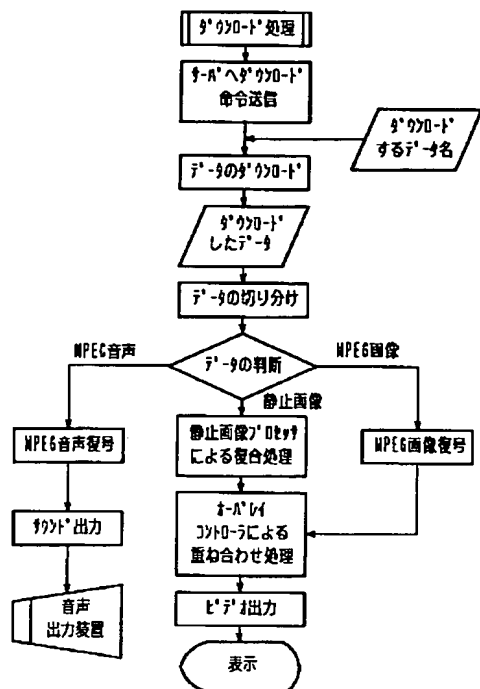 ﾀﾞｳﾝﾛｰﾄﾞ処理
ｻｰﾊﾞへﾀﾞｳﾝﾛｰﾄﾞ
命令送信
ﾀﾞｳﾝﾛｰﾄﾞ
するﾃﾞｰﾀ名
ﾃﾞｰﾀのﾀﾞｳﾝﾛｰﾄﾞ
ﾀﾞｳﾝﾛｰﾄﾞ
したﾃﾞｰﾀ
ﾃﾞｰﾀの切り分け
MPEG音声
ﾃﾞｰﾀの判断
MPEG画像
静止画像
MPEG音声復号
静止画像ﾌﾟﾛｾｯｻ
による復合処理
MPEG画像復号
ｻｳﾝﾄﾞ出力
ｵｰﾊﾞﾚｲ
ｺﾝﾄﾛｰﾗによる
重ね合わせ処理
音声
出力装置
ﾋﾞﾃﾞｵ出力
表示